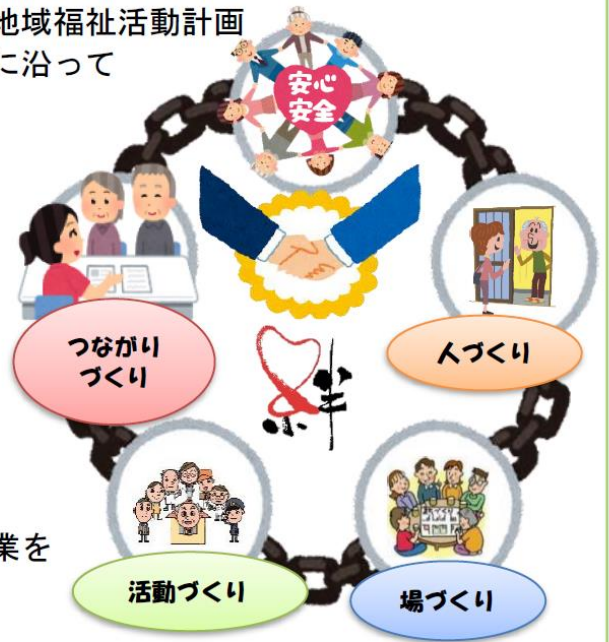 地域福祉活動計画
に沿って
安心
安全
つながり
づくり
人づくり
絆
業を
活動づくり
場づくり